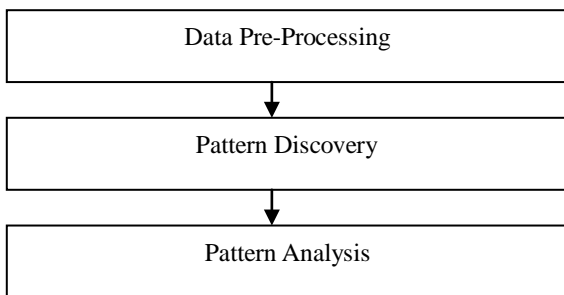 Data Pre-Processing
Pattern Discovery
Pattern Analysis